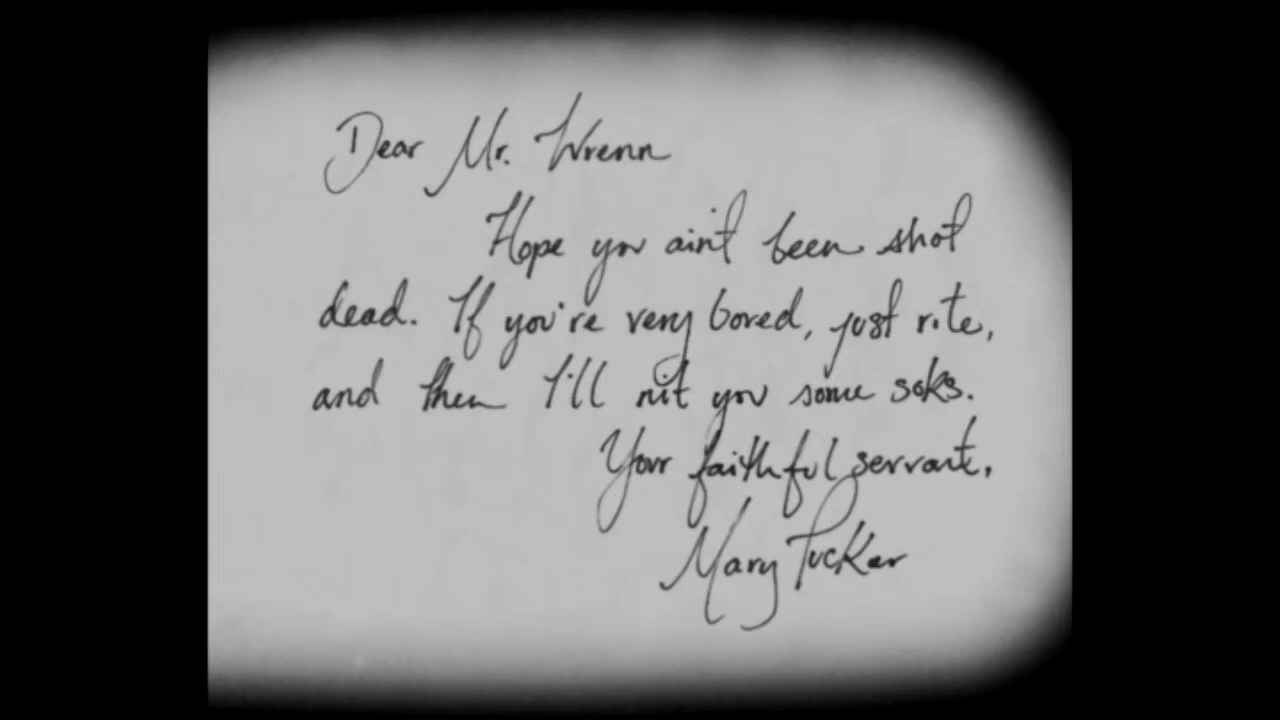 Dear Mr. Wrenn
Hope you ain't been shot
dead. If you're very bored, just rite,
and then I'll nit you some soks.
Your faithful servant,
Mary Tucker